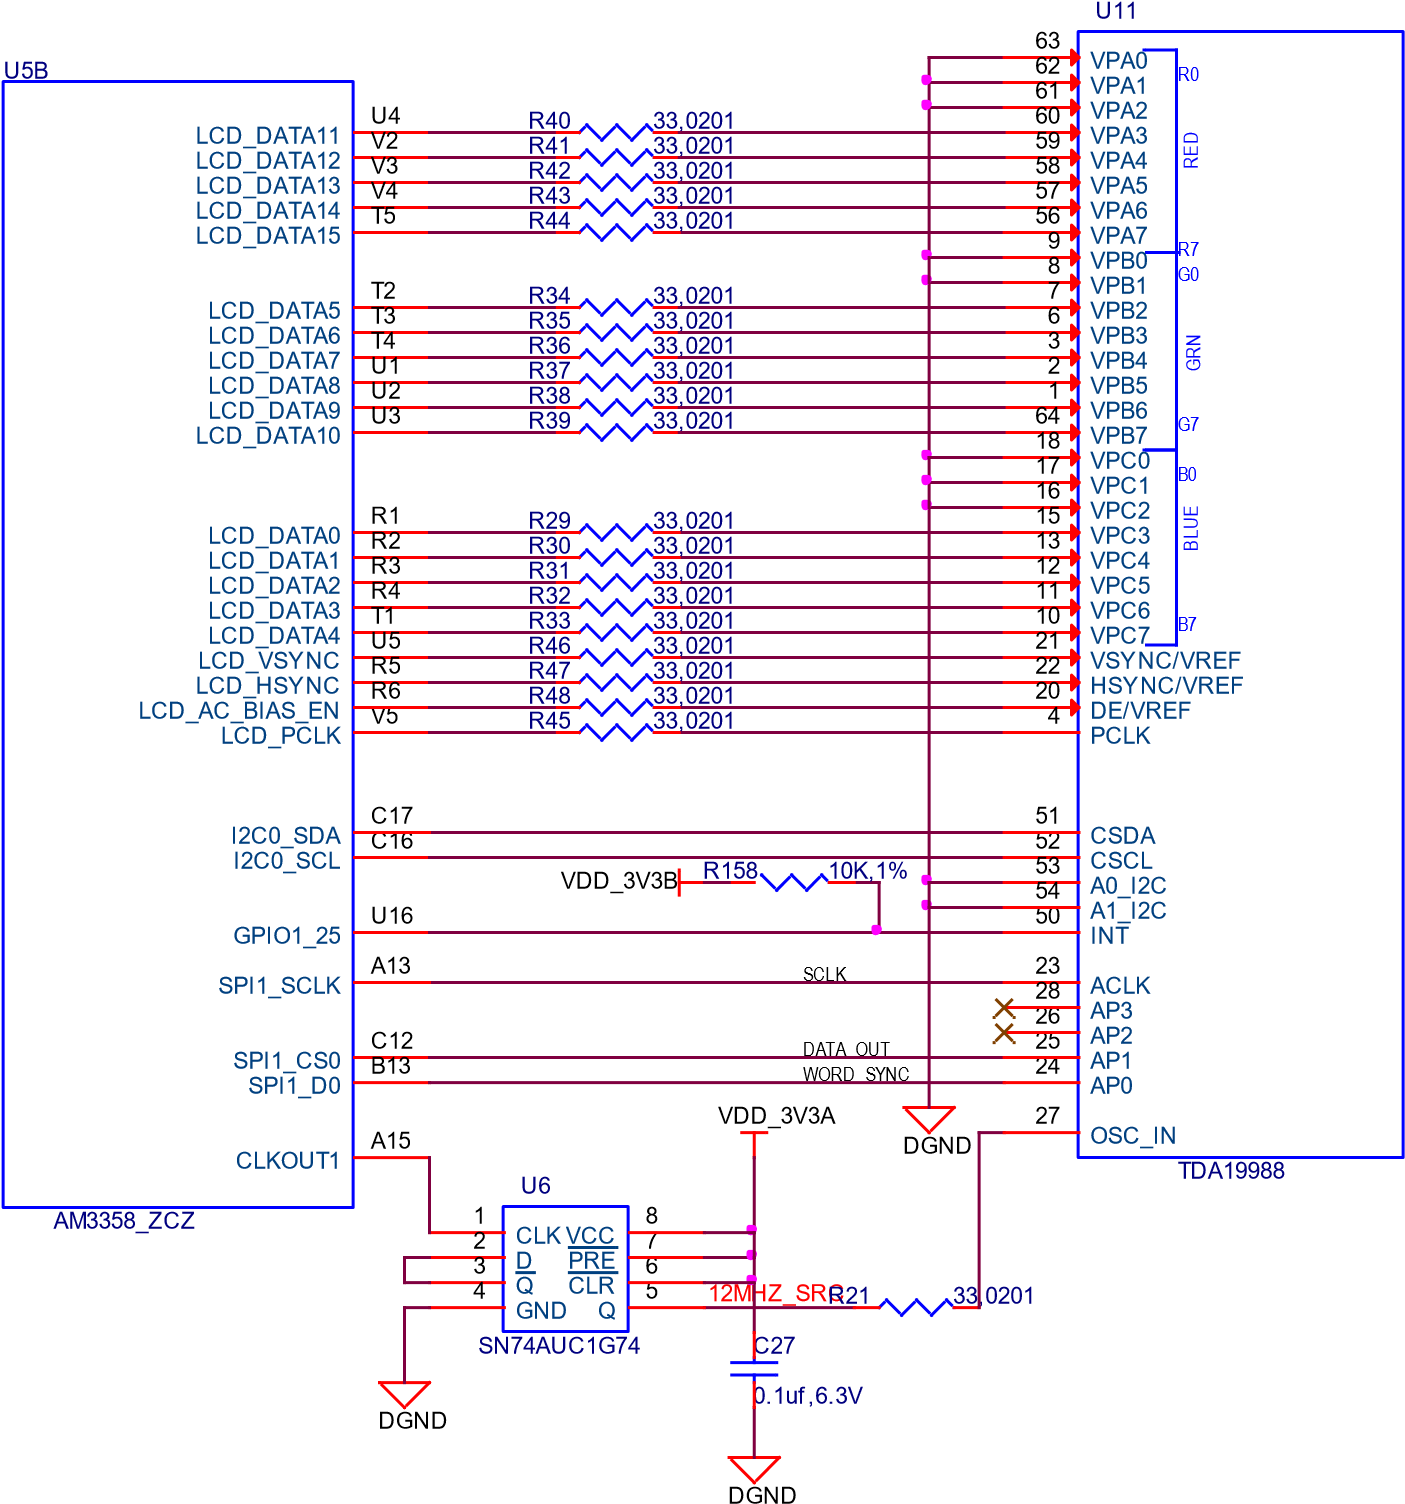 U11
63 VPA0
62 VPA1 R0
U5B
61 VPA2
LCD_DATA11 U4 R40 33,0201 60 VPA3
LCD_DATA12 V2 R41 33,0201 59 VPA4 RED
LCD_DATA13 V3 R42 33,0201 58 VPA5
LCD_DATA14 V4 R43 33,0201 57 VPA6
LCD_DATA15 T5 R44 33,0201 56 VPA7
9 VPB0 R7
8 VPB1 G0
LCD_DATA5 T2 R34 33,0201 7 VPB2
LCD_DATA6 T3 R35 33,0201 6 VPB3
LCD_DATA7 T4 R36 33,0201 3 VPB4 GRN
LCD_DATA8 U1 R37 33,0201 2 VPB5
LCD_DATA9 U2 R38 33,0201 1 VPB6
LCD_DATA10 U3 R39 33,0201 64 VPB7 G7
18 VPC0
17 VPC1 B0
16 VPC2
LCD_DATA0 R1 R29 33,0201 15 VPC3 BLUE
LCD_DATA1 R2 R30 33,0201 13 VPC4
LCD_DATA2 R3 R31 33,0201 12 VPC5
LCD_DATA3 R4 R32 33,0201 11 VPC6
LCD_DATA4 T1 R33 33,0201 10 VPC7 B7
LCD_VSYNC U5 R46 33,0201 21 VSYNC/VREF
LCD_HSYNC R5 R47 33,0201 22 HSYNC/VREF
LCD_AC_BIAS_EN R6 R48 33,0201 20 DE/VREF
LCD_PCLK V5 R45 33,0201 4 PCLK
I2C0_SDA C17 51 CSDA
I2C0_SCL C16 52 CSCL
VDD_3V3B R158 10K,1% 53 A0_I2C
54 A1_I2C
GPIO1_25 U16 50 INT
SPI1_SCLK A13 SCLK 23 ACLK
28 AP3
26 AP2
SPI1_CS0 C12 DATA OUT 25 AP1
SPI1_D0 B13 WORD SYNC 24 AP0
VDD_3V3A DGND 27 OSC_IN
CLKOUT1 A15
TDA19988
AM3358_ZCZ
U6
1 CLK VCC 8
2 D PRE 7
3 Q CLR 6
4 GND Q 5 12MHZ_SRC R21 33,0201
SN74AUC1G74
C27
0.1uf,6.3V
DGND
DGND